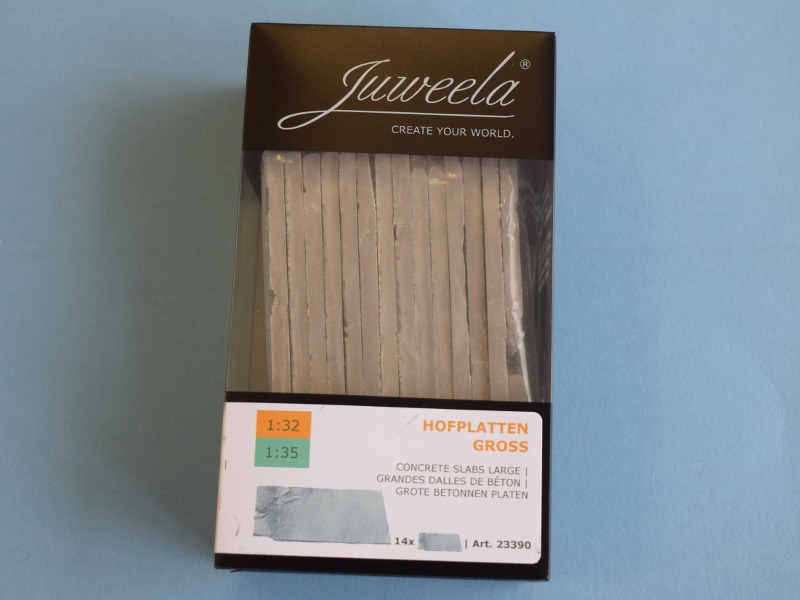 Juweela®
CREATE YOUR WORLD.
1:32
1:35
HOFPLATTEN
GROSS
CONCRETE SLABS LARGE |
GRANDES DALLES DE BÉTON |
GROTE BETONNEN PLATEN
14x | Art. 23390